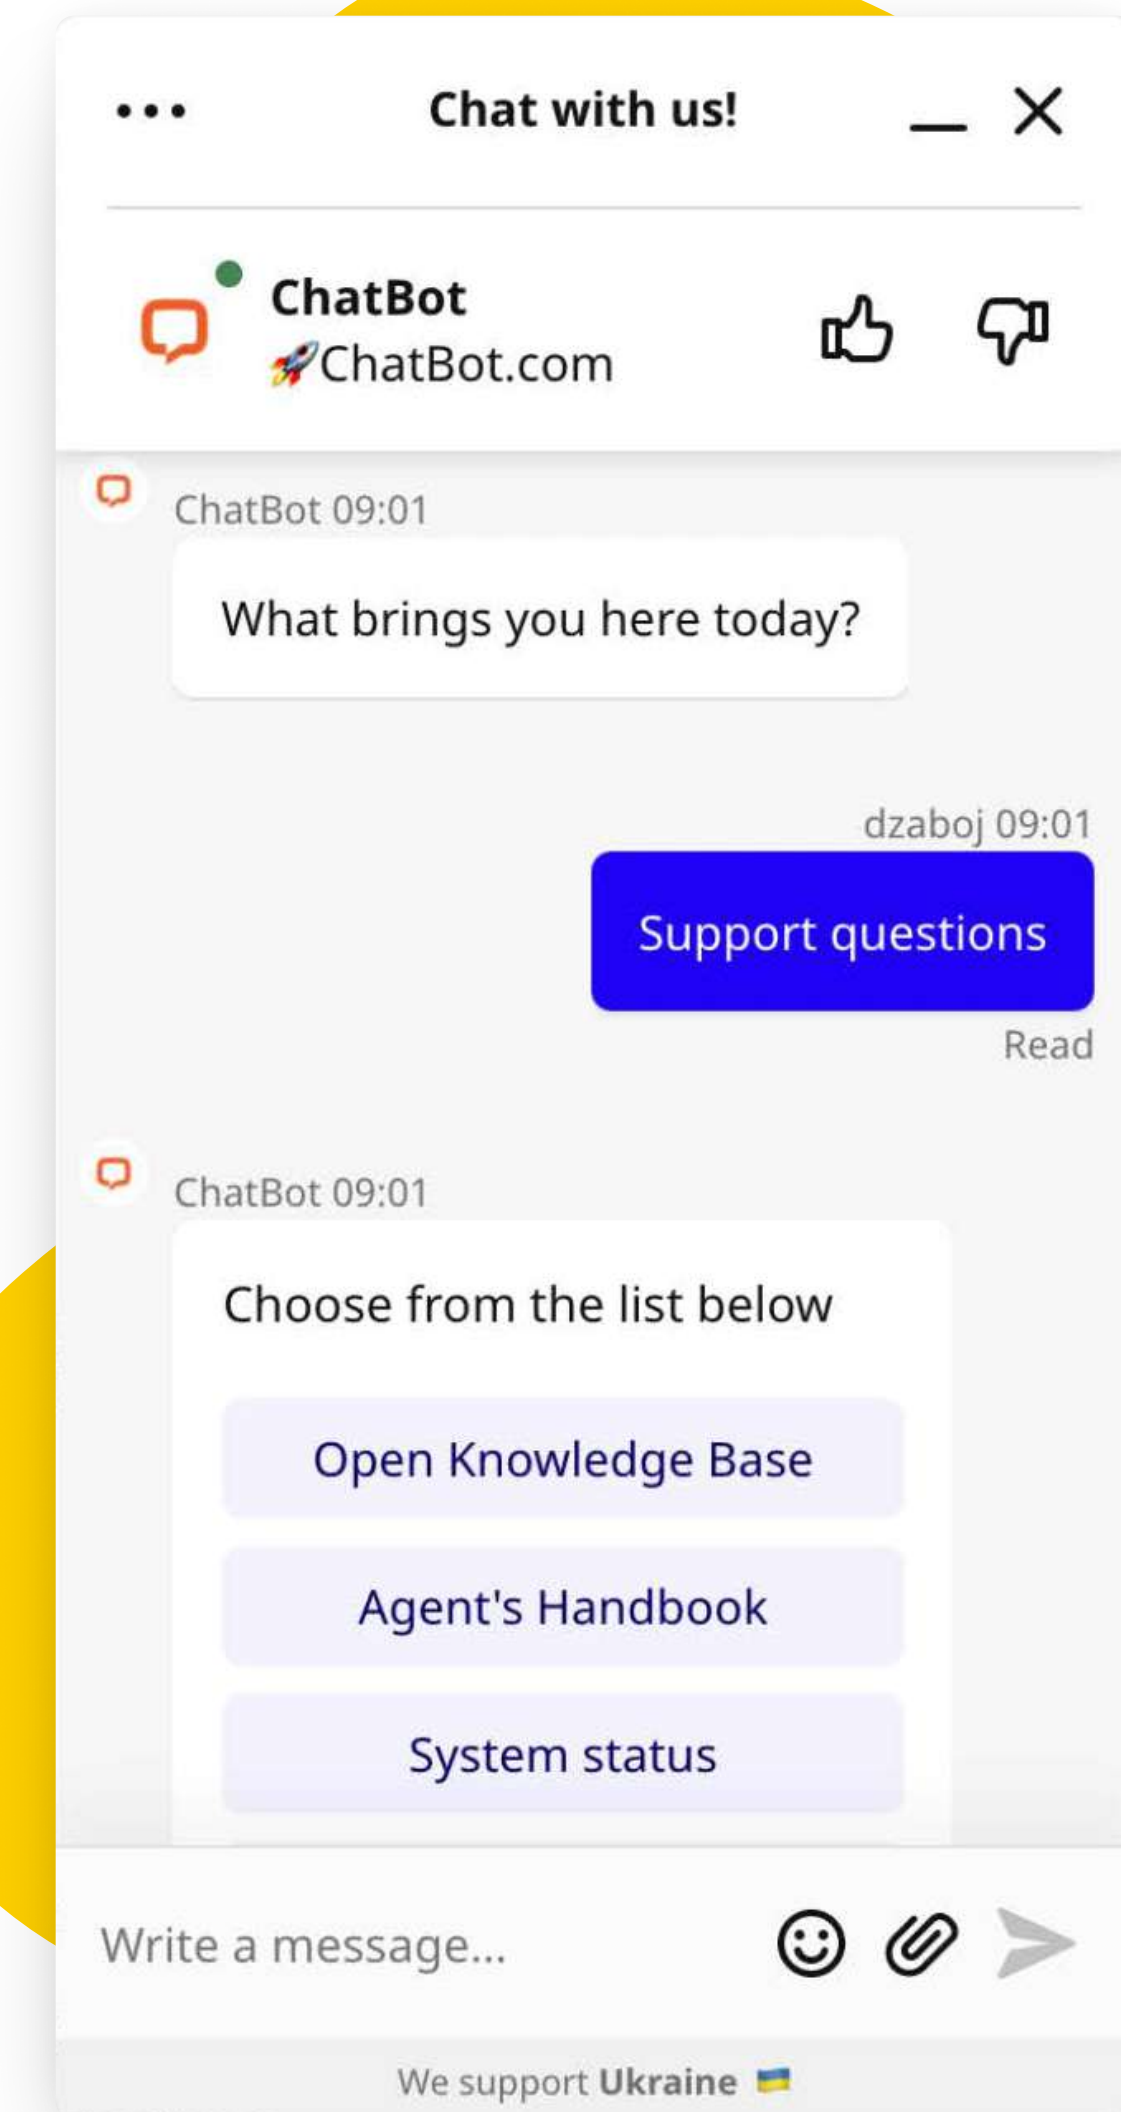 Chat with us!
ChatBot
🚀ChatBot.com
ChatBot 09:01
What brings you here today?
dzaboj 09:01
Support questions
Read
ChatBot 09:01
Choose from the list below
Open Knowledge Base
Agent's Handbook
System status
Write a message...
We support Ukraine 🇺🇦